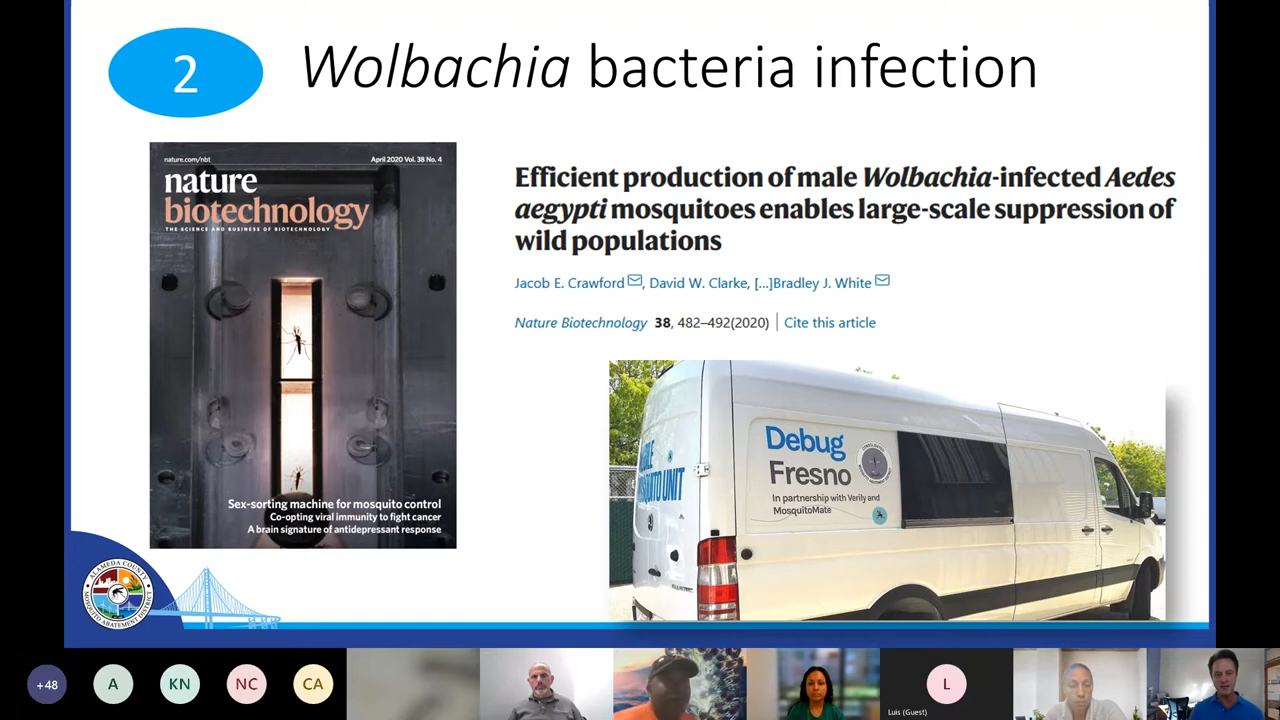 2
Wolbachia bacteria infection
nature.com/nbt
April 2020 Vol. 38 No. 4
nature
biotechnology
THE SCIENCE AND BUSINESS OF BIOTECHNOLOGY
Sex-sorting machine for mosquito control
Co-opting viral immunity to fight cancer
A brain signature of antidepressant response
Efficient production of male Wolbachia-infected Aedes
aegypti mosquitoes enables large-scale suppression of
wild populations
Jacob E. Crawford, David W. Clarke, [...]Bradley J. White
Nature Biotechnology 38, 482–492(2020) | Cite this article
Debug
Fresno
In partnership with Verily and
MosquitoMate
UNIT
ALAMEDA COUNTY
MOSQUITO ABATEMENT DISTRICT
+48
A
KN
NC
CA
L
Luis (Guest)